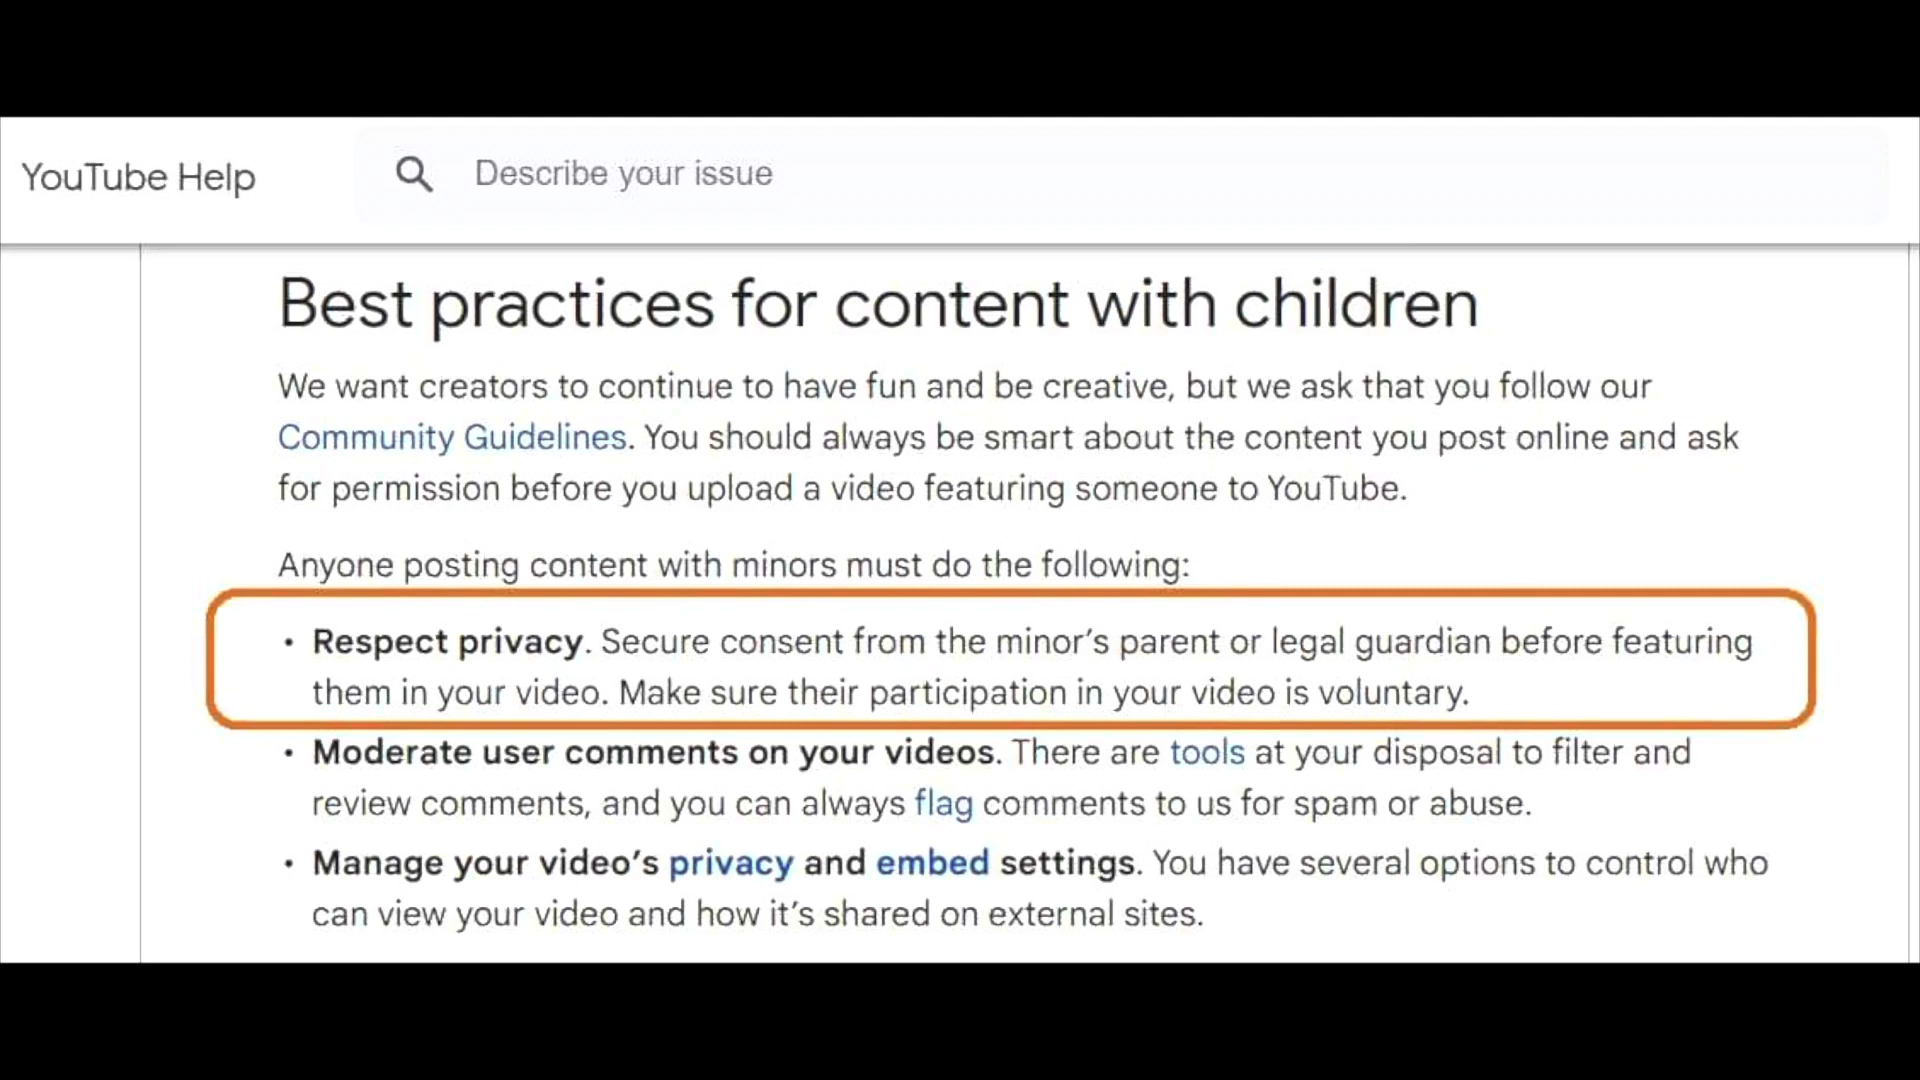 YouTube Help
Describe your issue
Best practices for content with children
We want creators to continue to have fun and be creative, but we ask that you follow our
Community Guidelines. You should always be smart about the content you post online and ask
for permission before you upload a video featuring someone to YouTube.
Anyone posting content with minors must do the following:
• Respect privacy. Secure consent from the minor's parent or legal guardian before featuring
them in your video. Make sure their participation in your video is voluntary.
• Moderate user comments on your videos. There are tools at your disposal to filter and
review comments, and you can always flag comments to us for spam or abuse.
• Manage your video's privacy and embed settings. You have several options to control who
can view your video and how it's shared on external sites.